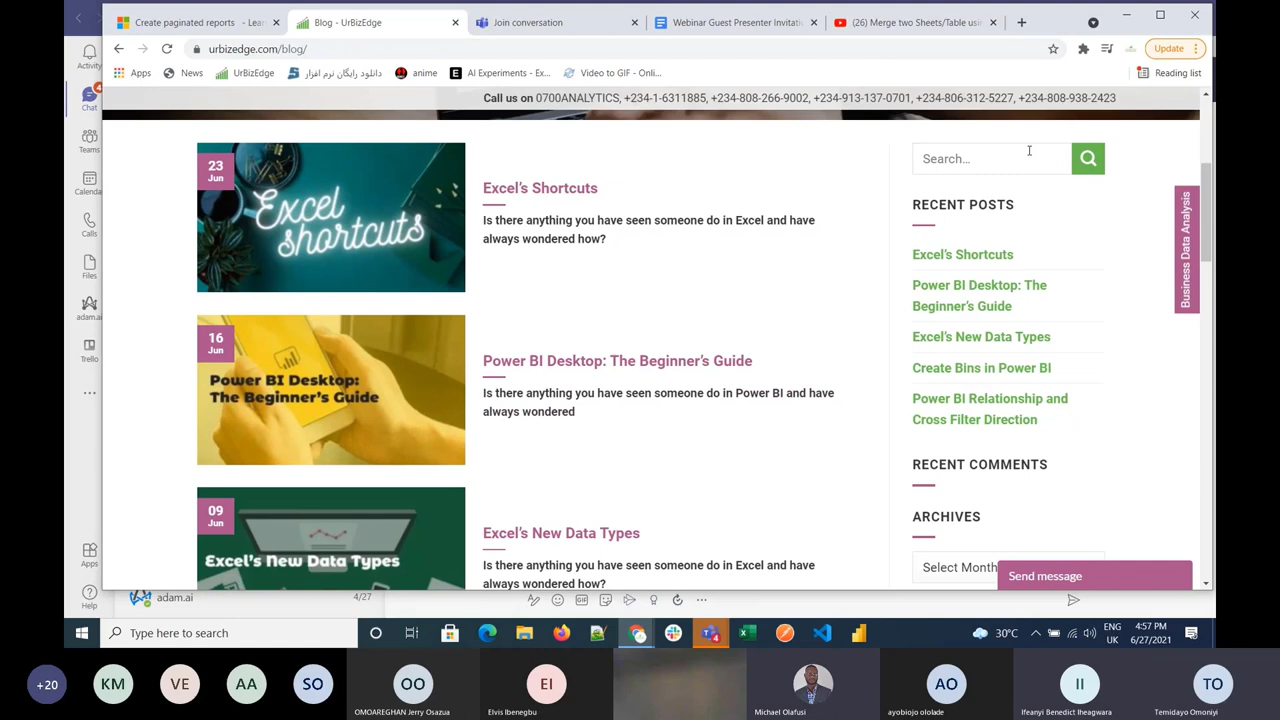 Create paginated reports - Lear
Blog - UrBizEdge
Join conversation
Webinar Guest Presenter Invitati
(26) Merge two Sheets/Table usin
urbizedge.com/blog/
Update
Apps
News
UrBizEdge
دانلود رایگان نرم افزار
anime
AI Experiments - Ex...
Video to GIF - Onli...
Reading list
Activity
Chat
4
Teams
Calenda
Calls
Files
adam.ai
Trello
Apps
Help
Call us on 0700ANALYTICS, +234-1-6311885, +234-808-266-9002, +234-913-137-0701, +234-806-312-5227, +234-808-938-2423
23
Jun
Excel
shortcuts
Excel's Shortcuts
Is there anything you have seen someone do in Excel and have
always wondered how?
16
Jun
Power BI Desktop:
The Beginner's Guide
Power BI Desktop: The Beginner's Guide
Is there anything you have seen someone do in Power BI and have
always wondered
09
Jun
Excel's New Data Types
Excel's New Data Types
Is there anything you have seen someone do in Excel and have
always wondered how?
Search...
RECENT POSTS
Excel's Shortcuts
Power BI Desktop: The
Beginner's Guide
Excel's New Data Types
Create Bins in Power BI
Power BI Relationship and
Cross Filter Direction
RECENT COMMENTS
ARCHIVES
Select Month
Business Data Analysis
Send message
adam.ai
4/27
GIF
Type here to search
4
30°C
ENG
UK
4:57 PM
6/27/2021
+20
KM
VE
AA
SO
OO
OMOAREGHAN Jerry Osazua
EI
Elvis Ibenegbu
Michael Olafusi
AO
ayobiojo ololade
II
Ifeanyi Benedict Iheagwara
TO
Temidayo Omoniyi